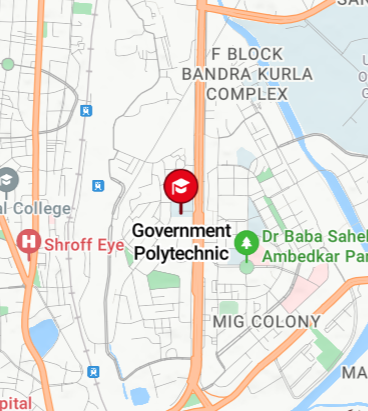 SAN
F BLOCK
BANDRA KURLA
COMPLEX
U
O
al College
Government
Polytechnic
H Shroff Eye
Dr Baba Saheb
Ambedkar Par
MIG COLONY
MA
spital